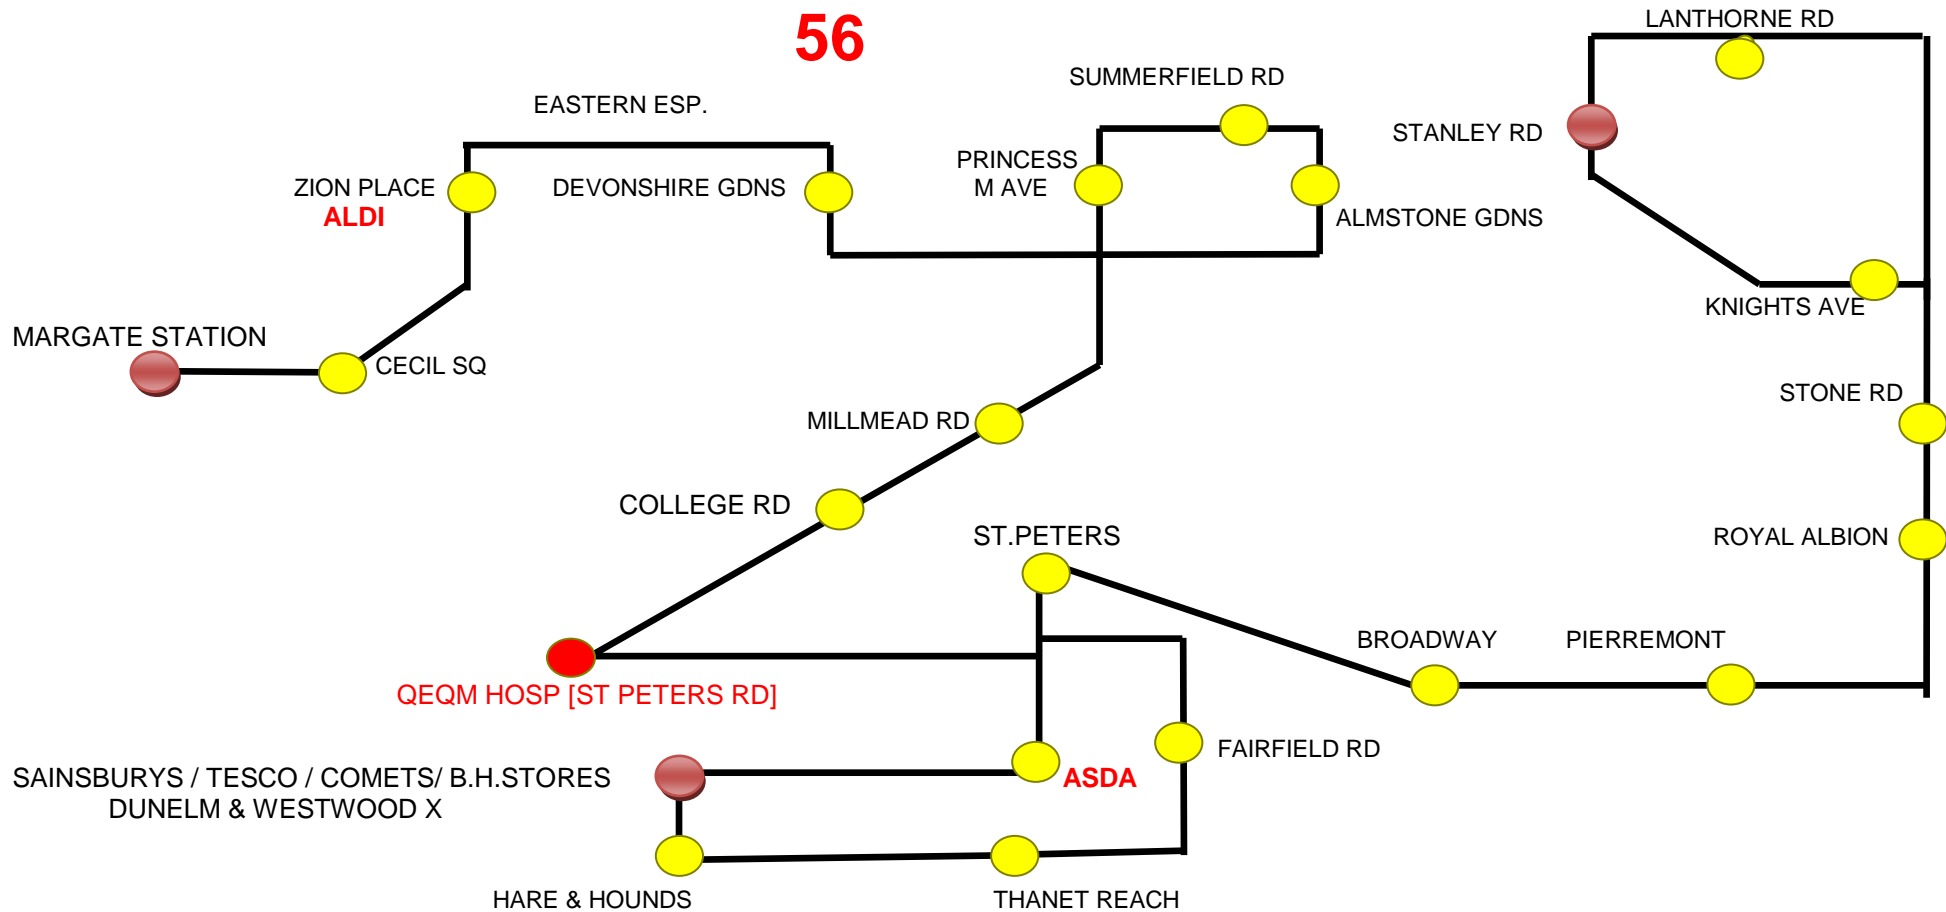 56
LANTHORNE RD
SUMMERFIELD RD
EASTERN ESP.
STANLEY RD
PRINCESS
M AVE
ZION PLACE
ALDI
DEVONSHIRE GDNS
ALMSTONE GDNS
KNIGHTS AVE
MARGATE STATION
CECIL SQ
STONE RD
MILLMEAD RD
COLLEGE RD
ST.PETERS
ROYAL ALBION
BROADWAY
PIERREMONT
QEQM HOSP [ST PETERS RD]
FAIRFIELD RD
SAINSBURYS / TESCO / COMETS/ B.H.STORES
DUNELM & WESTWOOD X
ASDA
HARE & HOUNDS
THANET REACH